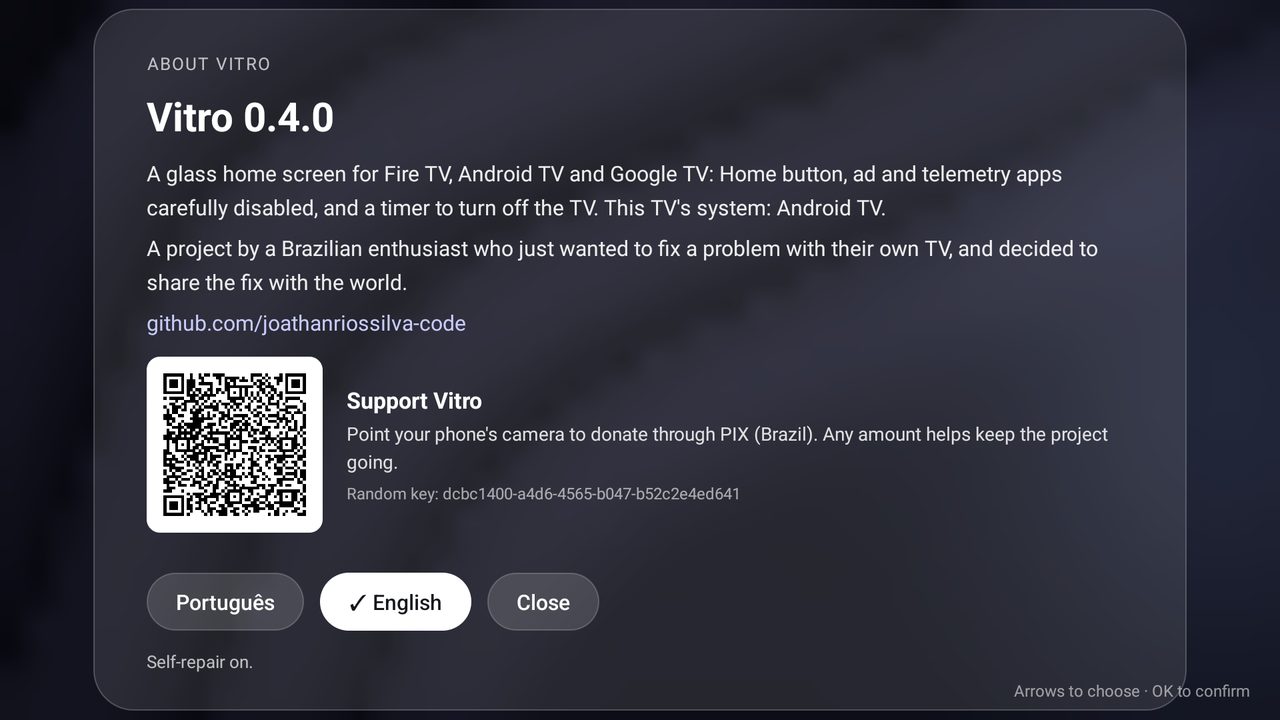 ABOUT VITRO
Vitro 0.4.0
A glass home screen for Fire TV, Android TV and Google TV: Home button, ad and telemetry apps
carefully disabled, and a timer to turn off the TV. This TV's system: Android TV.
A project by a Brazilian enthusiast who just wanted to fix a problem with their own TV, and decided to
share the fix with the world.
github.com/joathanriossilva-code
Support Vitro
Point your phone's camera to donate through PIX (Brazil). Any amount helps keep the project
going.
Random key: dcbc1400-a4d6-4565-b047-b52c2e4ed641
Português
✓ English
Close
Self-repair on.
Arrows to choose · OK to confirm